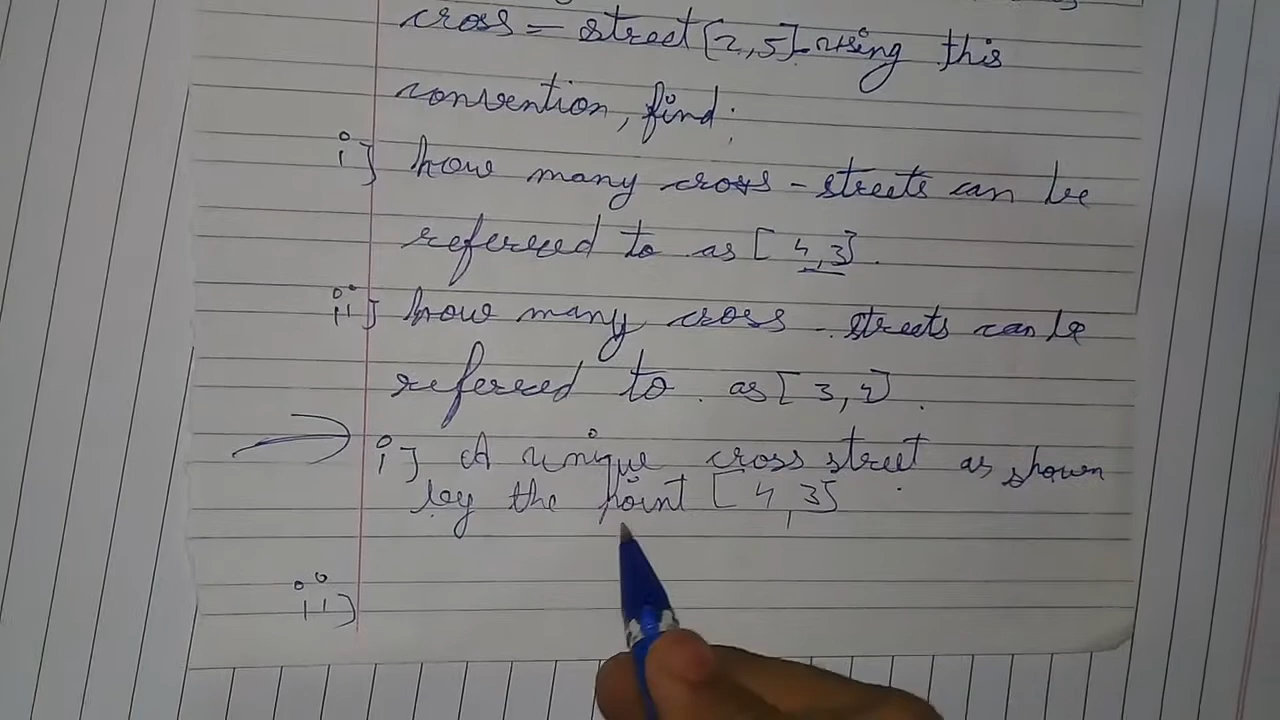 cross = street [2,5] using this
convention, find:
i] how many cross - streets can be
referred to as [ 4,3].
ii] how many cross - streets can be
referred to as [ 3,4].
i] A unique cross street as shown
by the point [ 4,3]
ii]